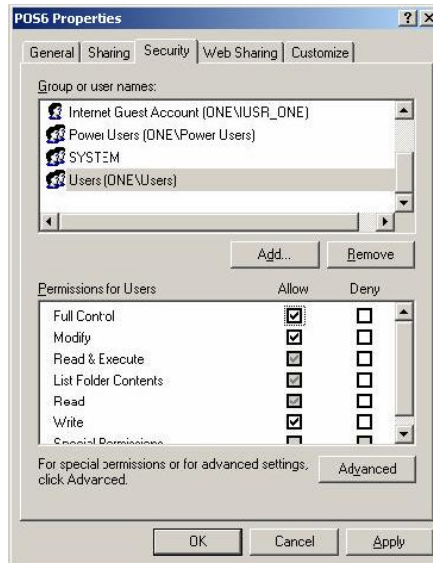 POS6 Properties
General Sharing Security Web Sharing Customize
Group or user names:
Internet Guest Account (ONE\IUSR_ONE)
Power Users (ONE\Power Users)
SYSTEM
Users (ONE\Users)
Add... Remove
Permissions for Users Allow Deny
Full Control
Modify
Read & Execute
List Folder Contents
Read
Write
Special Permissions
For special permissions or for advanced settings,
click Advanced.
Advanced
OK Cancel Apply